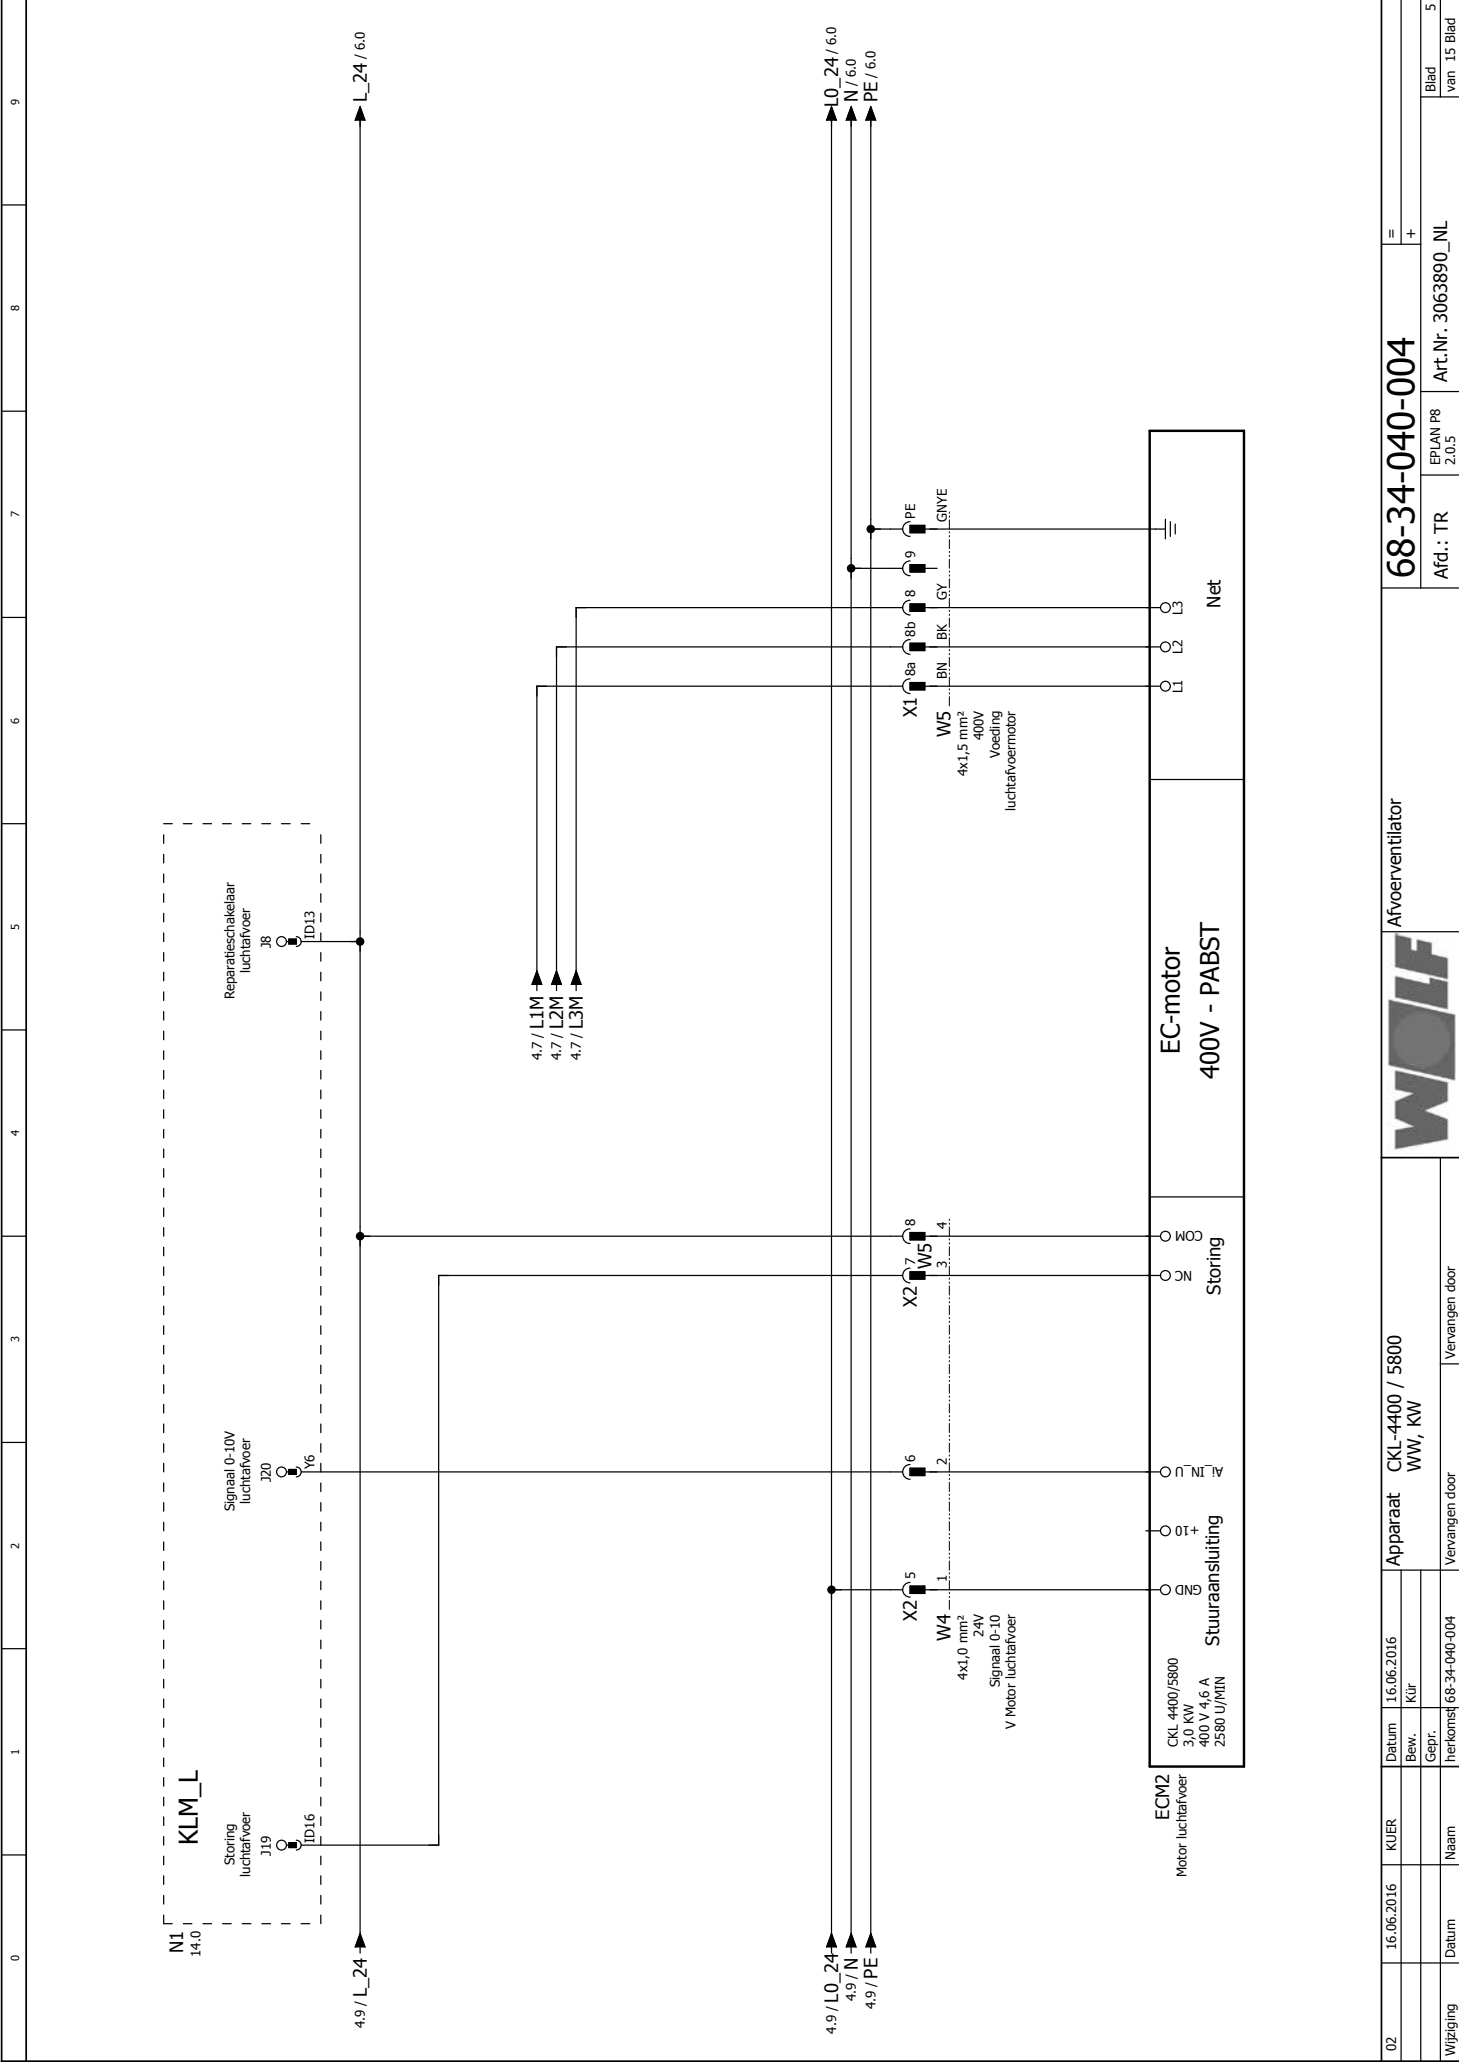 0 1 2 3 4 5 6 7 8 9
N1
14.0
KLM_L
Storing
luchtafvoer
J19
ID16
Signaal 0-10V
luchtafvoer
J20
Y6
Reparatieschakelaar
luchtafvoer
J8
ID13
4.9 / L_24
L_24 / 6.0
4.7 / L1M
4.7 / L2M
4.7 / L3M
4.9 / L0_24
4.9 / N
4.9 / PE
L0_24 / 6.0
N / 6.0
PE / 6.0
X2 5 6 X2 7 8 X1 8a 8b 8 9 PE
W5
W4 1 2 3 4
4x1,0 mm²
24V
Signaal 0-10
V Motor luchtafvoer
W5 BN BK GY GNYE
4x1,5 mm²
400V
Voeding
luchtafvoermotor
ECM2
Motor luchtafvoer
GND +10 Ai_IN_U NC COM L1 L2 L3
CKL 4400/5800
3,0 KW
400 V 4,6 A
2580 U/MIN
Stuuraansluiting
Storing
EC-motor
400V - PABST
Net
02 16.06.2016 KUER
Wijziging Datum Naam
Datum 16.06.2016
Bew. Kür
Gepr.
herkomst 68-34-040-004
Apparaat CKL-4400 / 5800
WW, KW
Vervangen door Vervangen door
WOLF
Afvoerventilator
68-34-040-004
Afd.: TR
EPLAN P8
2.0.5
Art.Nr. 3063890_NL
=
+
Blad 5
van 15 Blad